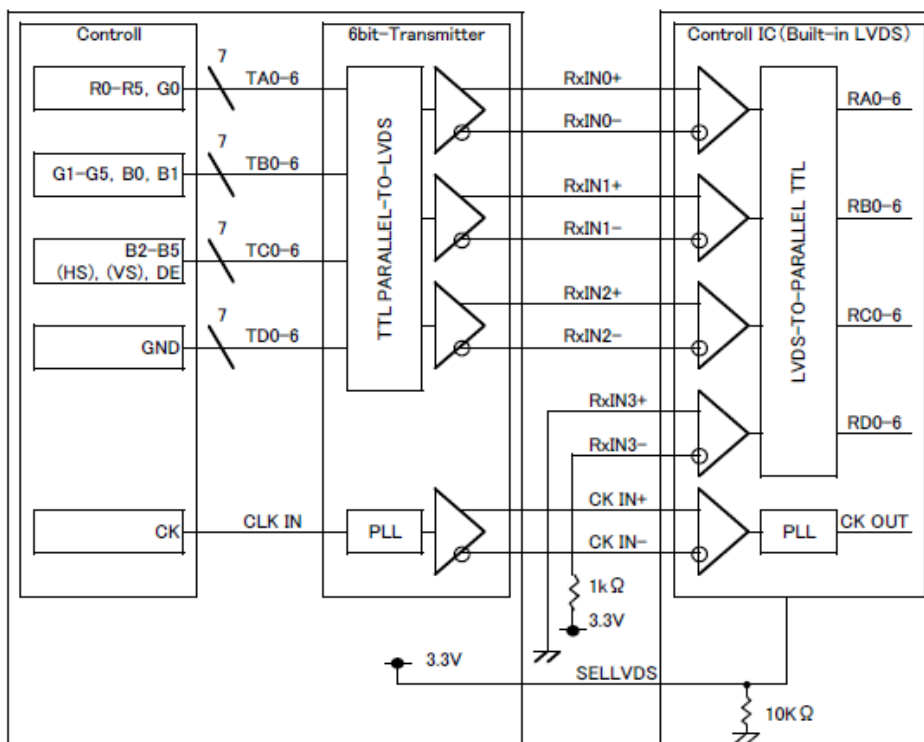 Controll
6bit-Transmitter
Controll IC(Built-in LVDS)
R0-R5, G0
7
TA0-6
RxIN0+
RxIN0-
RA0-6
G1-G5, B0, B1
7
TB0-6
RxIN1+
RxIN1-
RB0-6
B2-B5
(HS), (VS), DE
7
TC0-6
RxIN2+
RxIN2-
RC0-6
GND
7
TD0-6
RxIN3+
RxIN3-
RD0-6
TTL PARALLEL-TO-LVDS
LVDS-TO-PARALLEL TTL
CK
CLK IN
PLL
CK IN+
CK IN-
PLL
CK OUT
1kΩ
3.3V
3.3V
SELLVDS
10KΩ